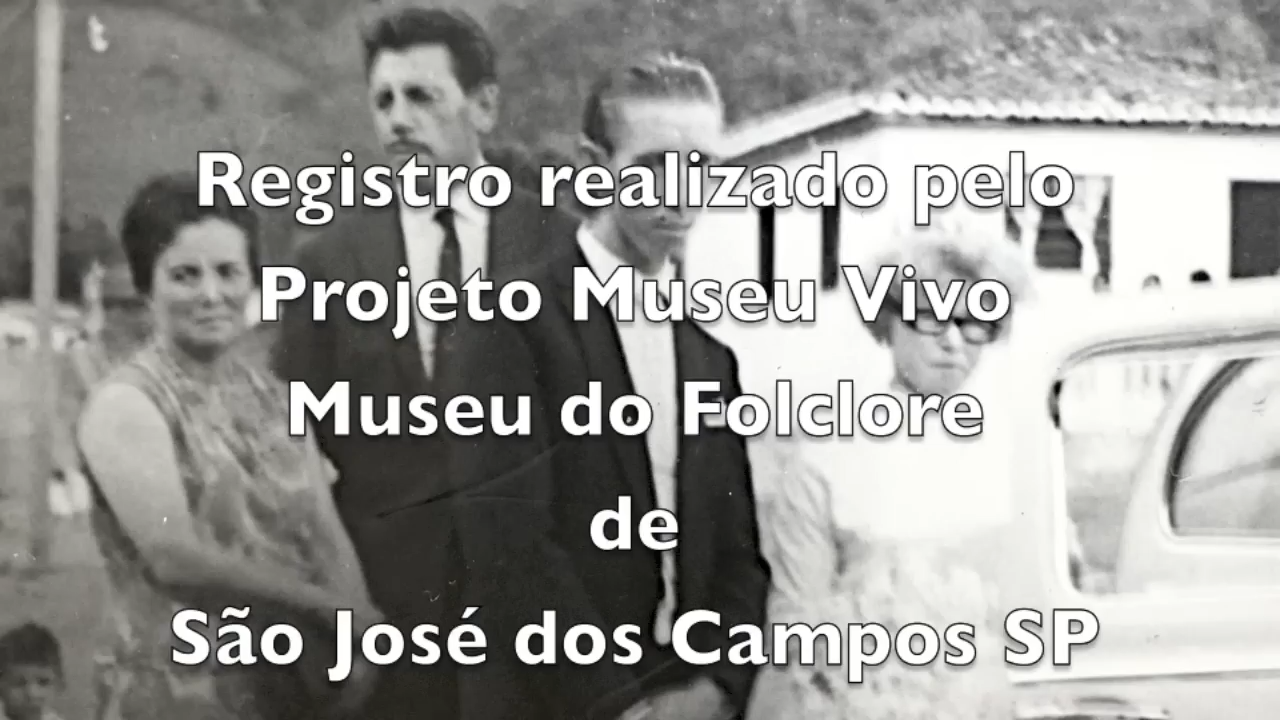 Registro realizado pelo
Projeto Museu Vivo
Museu do Folclore
de
São José dos Campos SP